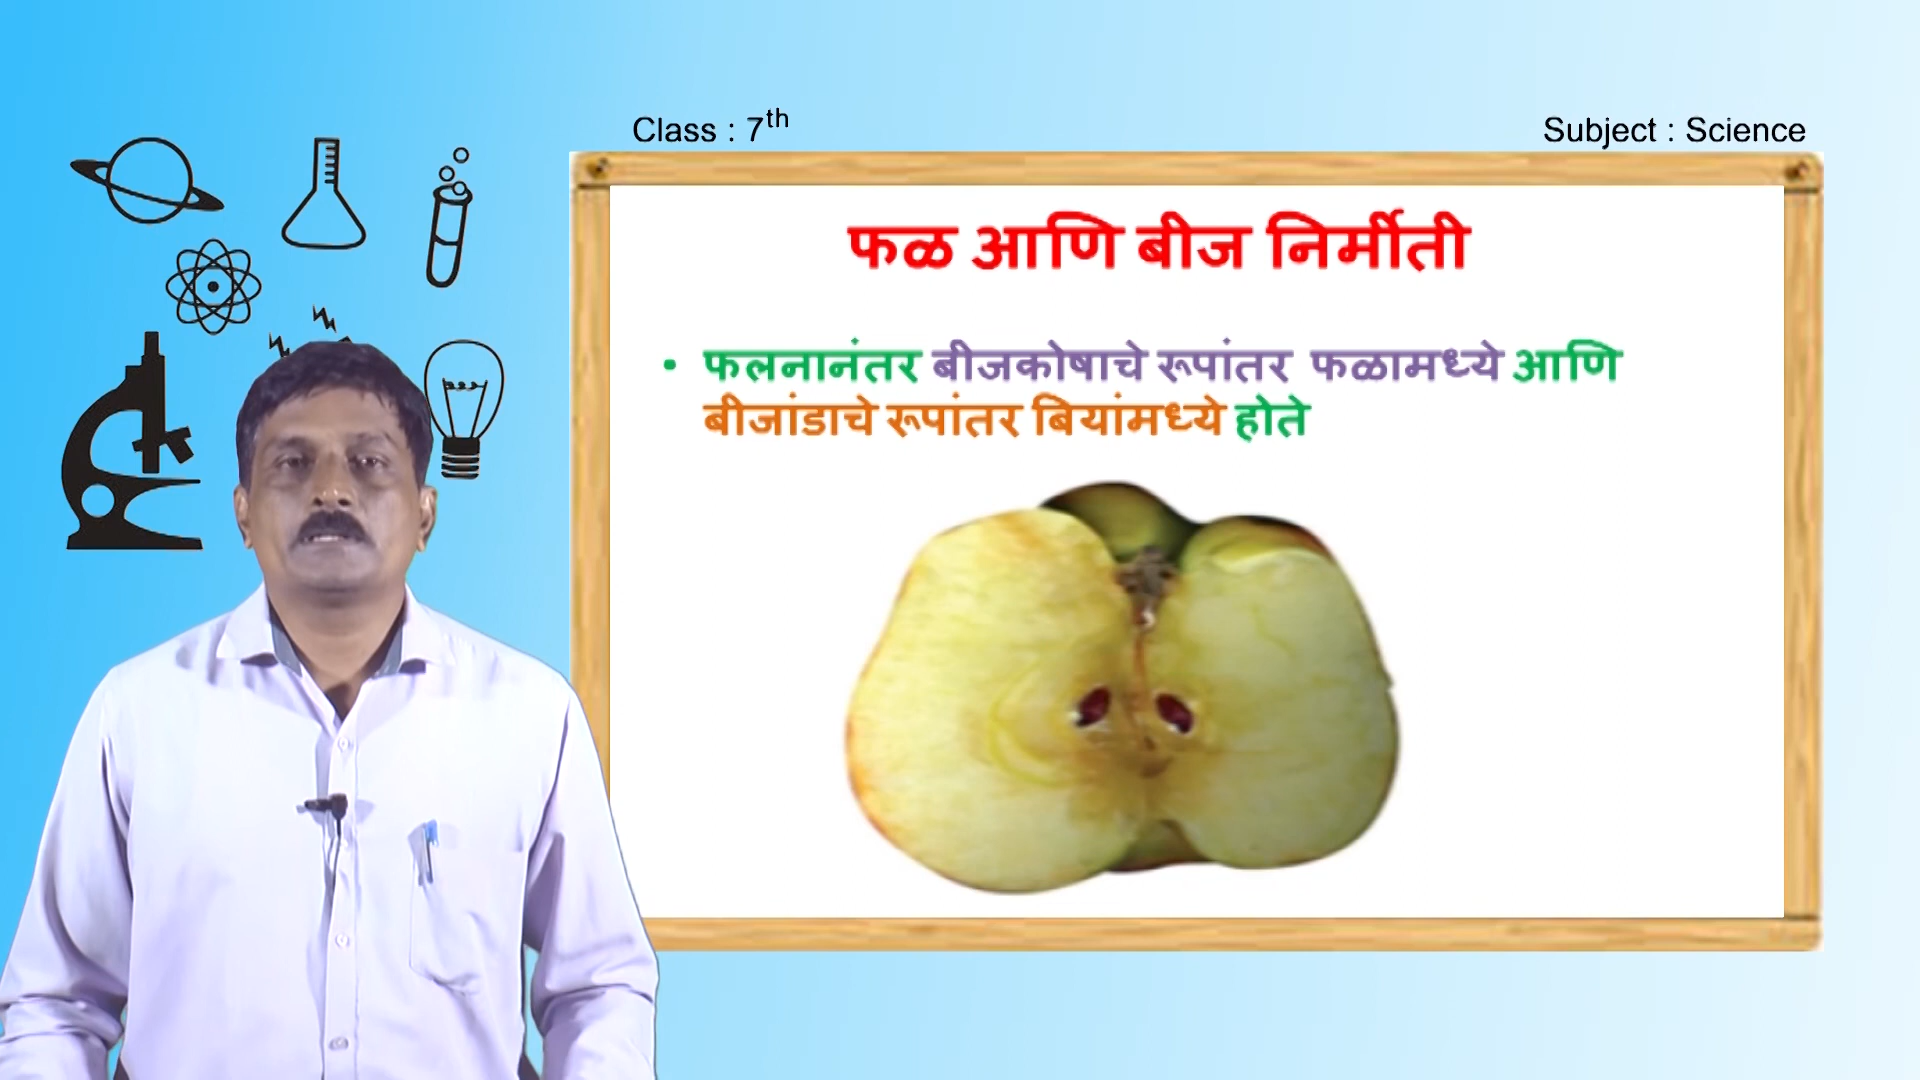 Class : 7th
Subject : Science
फळ आणि बीज निर्मीती
• फलनानंतर बीजकोषाचे रूपांतर फळामध्ये आणि
बीजांडाचे रूपांतर बियांमध्ये होते